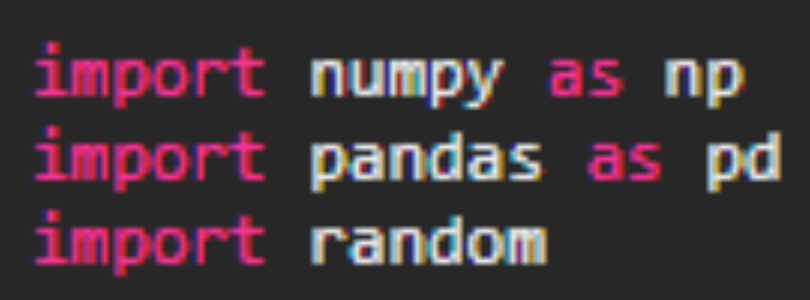 import numpy as np
import pandas as pd
import random